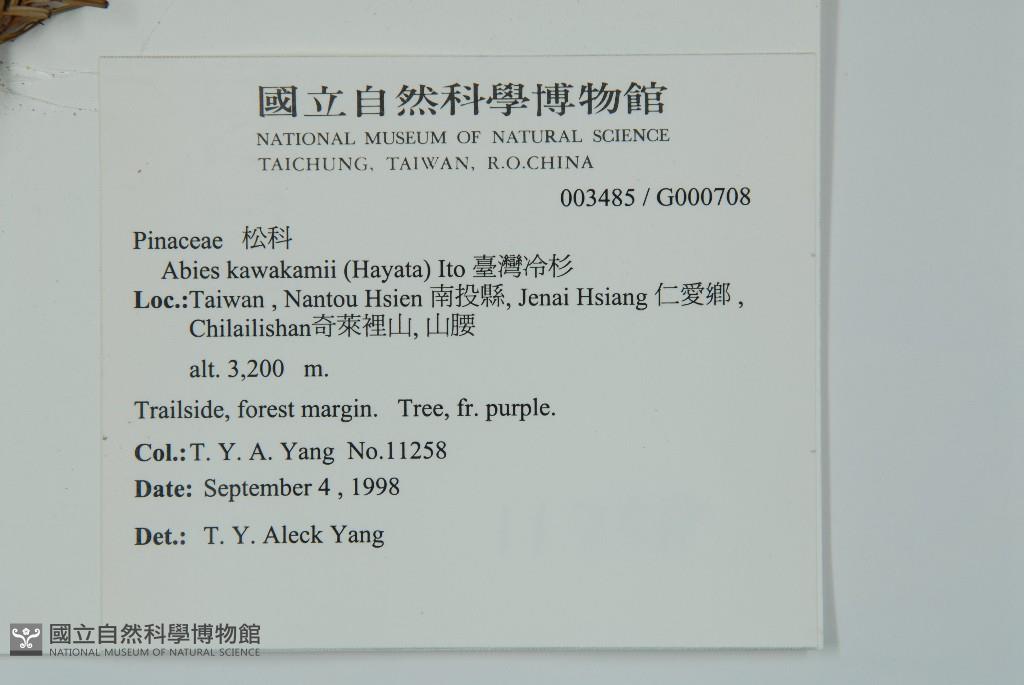 國立自然科學博物館
NATIONAL MUSEUM OF NATURAL SCIENCE
TAICHUNG, TAIWAN, R.O.CHINA
003485 / G000708
Pinaceae 松科
Abies kawakamii (Hayata) Ito 臺灣冷杉
Loc.:Taiwan , Nantou Hsien 南投縣, Jenai Hsiang 仁愛鄉 ,
Chilailishan奇萊裡山, 山腰
alt. 3,200 m.
Trailside, forest margin. Tree, fr. purple.
Col.:T. Y. A. Yang No.11258
Date: September 4 , 1998
Det.: T. Y. Aleck Yang
國立自然科學博物館
NATIONAL MUSEUM OF NATURAL SCIENCE